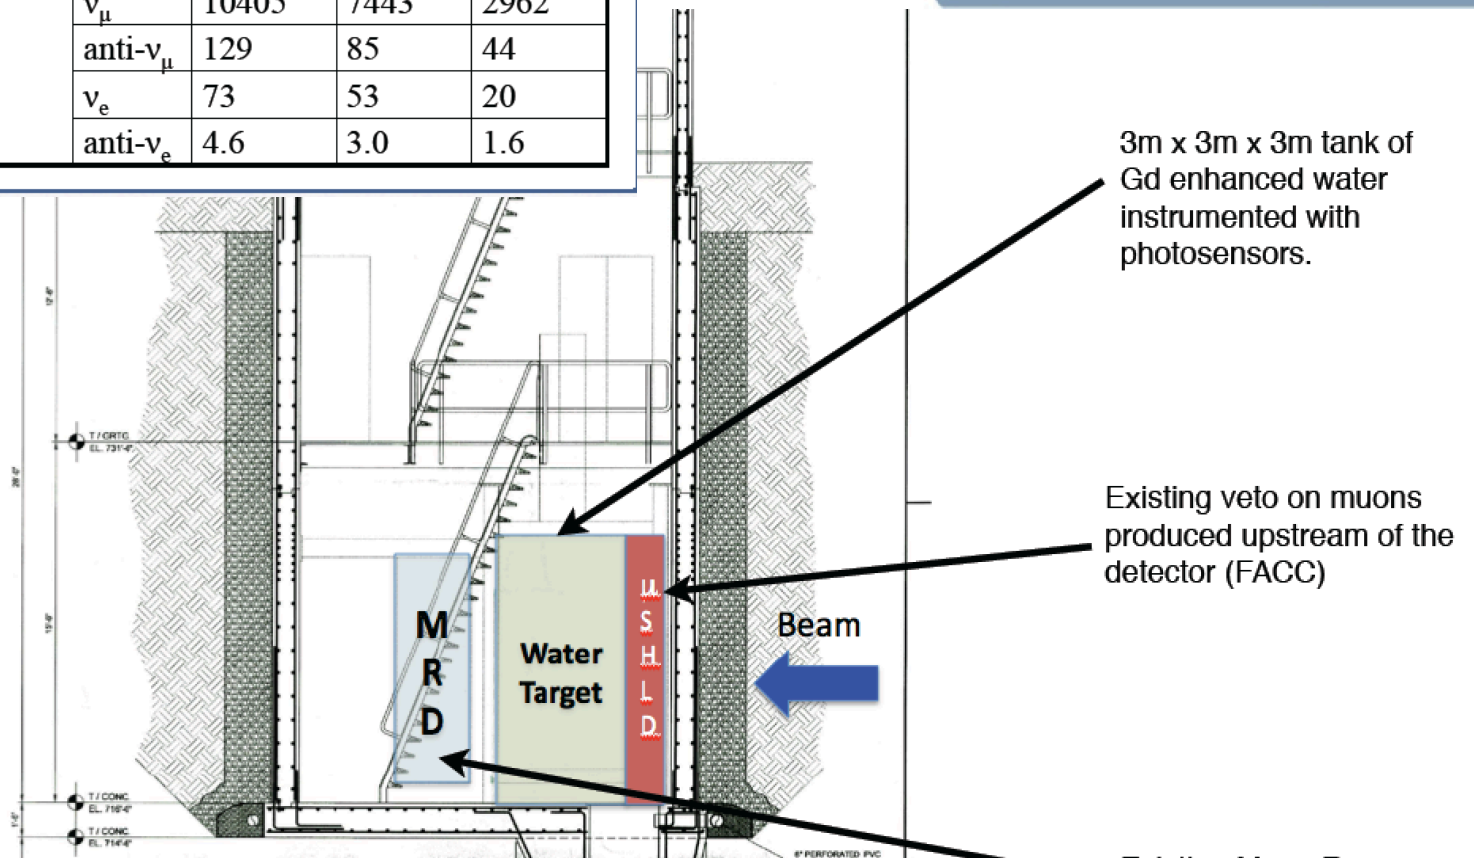 νμ 10405 7443 2962
anti-νμ 129 85 44
νe 73 53 20
anti-νe 4.6 3.0 1.6
3m x 3m x 3m tank of
Gd enhanced water
instrumented with
photosensors.
Existing veto on muons
produced upstream of the
detector (FACC)
Beam
M
R
D
Water
Target
μ
S
H
L
D
T / GRTG
EL. 731'-4"
T / CONC.
EL. 716'-4"
T / CONC.
EL. 714'-4"
6" PERFORATED PVC